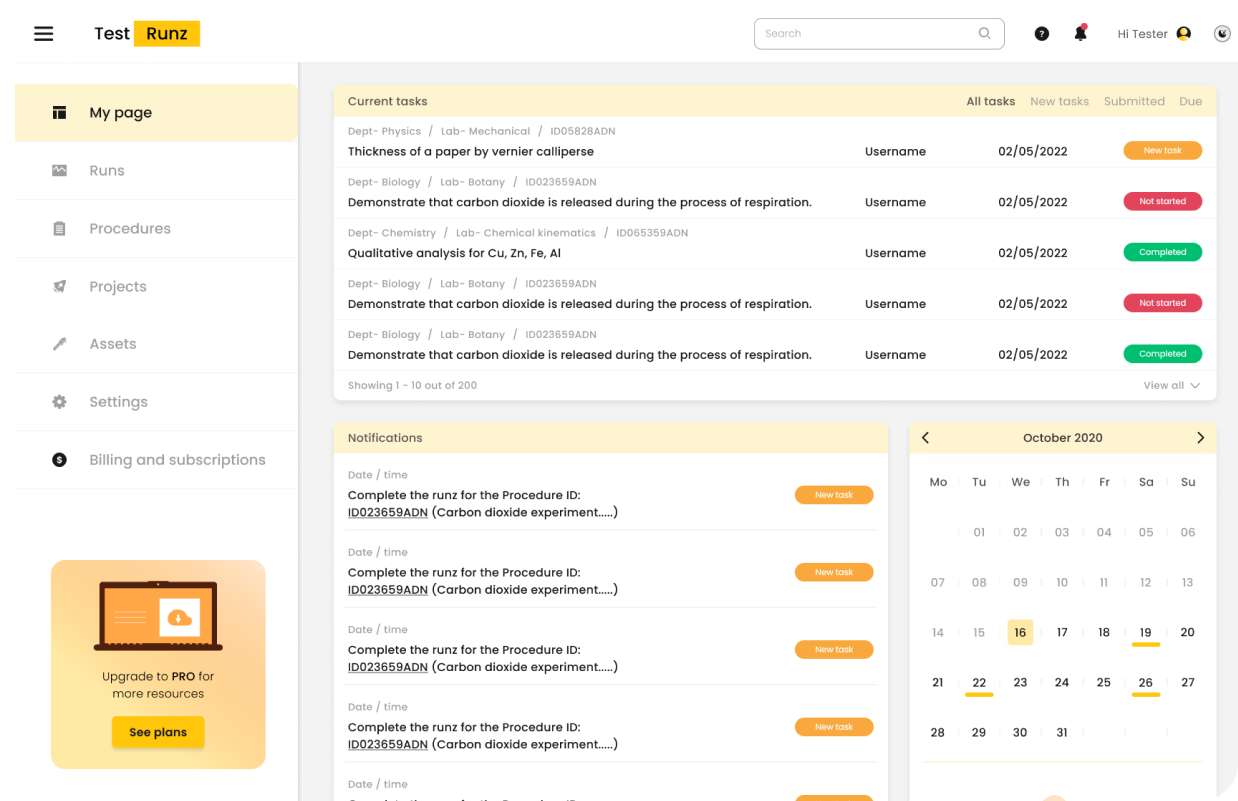 Test Runz
Search
Hi Tester
My page
Runs
Procedures
Projects
Assets
Settings
Billing and subscriptions
Upgrade to PRO for
more resources
See plans
Current tasks All tasks New tasks Submitted Due
Dept- Physics / Lab- Mechanical / ID05828ADN
Thickness of a paper by vernier calliperse Username 02/05/2022 New task
Dept- Biology / Lab- Botany / ID023659ADN
Demonstrate that carbon dioxide is released during the process of respiration. Username 02/05/2022 Not started
Dept- Chemistry / Lab- Chemical kinematics / ID065359ADN
Qualitative analysis for Cu, Zn, Fe, Al Username 02/05/2022 Completed
Dept- Biology / Lab- Botany / ID023659ADN
Demonstrate that carbon dioxide is released during the process of respiration. Username 02/05/2022 Not started
Dept- Biology / Lab- Botany / ID023659ADN
Demonstrate that carbon dioxide is released during the process of respiration. Username 02/05/2022 Completed
Showing 1 - 10 out of 200 View all
Notifications
Date / time
Complete the runz for the Procedure ID:
ID023659ADN (Carbon dioxide experiment.....)
New task
Date / time
Complete the runz for the Procedure ID:
ID023659ADN (Carbon dioxide experiment.....)
New task
Date / time
Complete the runz for the Procedure ID:
ID023659ADN (Carbon dioxide experiment.....)
New task
Date / time
Complete the runz for the Procedure ID:
ID023659ADN (Carbon dioxide experiment.....)
New task
Date / time
October 2020
Mo Tu We Th Fr Sa Su
01 02 03 04 05 06
07 08 09 10 11 12 13
14 15 16 17 18 19 20
21 22 23 24 25 26 27
28 29 30 31